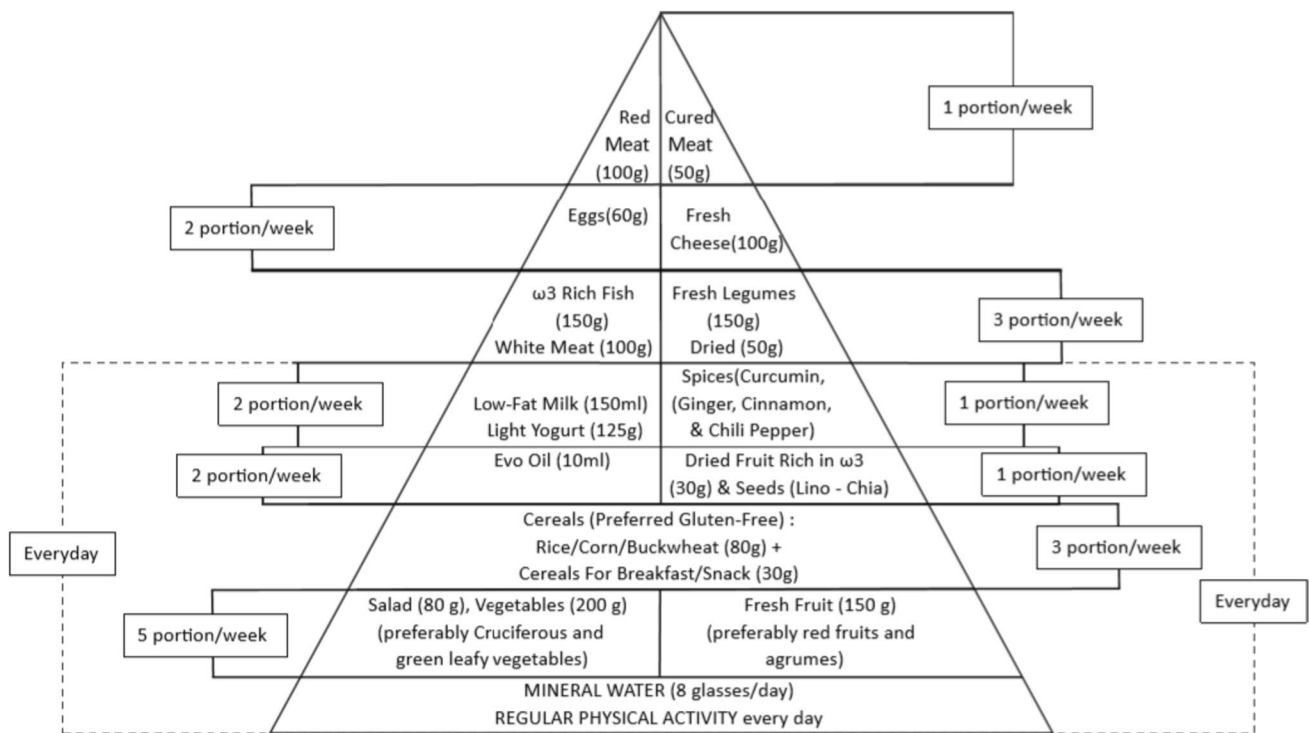 1 portion/week
Red
Meat
(100g)
Cured
Meat
(50g)
2 portion/week
Eggs(60g)
Fresh
Cheese(100g)
ω3 Rich Fish
(150g)
White Meat (100g)
Fresh Legumes
(150g)
Dried (50g)
3 portion/week
2 portion/week
Low-Fat Milk (150ml)
Light Yogurt (125g)
Spices(Curcumin,
(Ginger, Cinnamon,
& Chili Pepper)
1 portion/week
2 portion/week
Evo Oil (10ml)
Dried Fruit Rich in ω3
(30g) & Seeds (Lino - Chia)
1 portion/week
Everyday
Cereals (Preferred Gluten-Free) :
Rice/Corn/Buckwheat (80g) +
Cereals For Breakfast/Snack (30g)
3 portion/week
5 portion/week
Salad (80 g), Vegetables (200 g)
(preferably Cruciferous and
green leafy vegetables)
Fresh Fruit (150 g)
(preferably red fruits and
agrumes)
Everyday
MINERAL WATER (8 glasses/day)
REGULAR PHYSICAL ACTIVITY every day